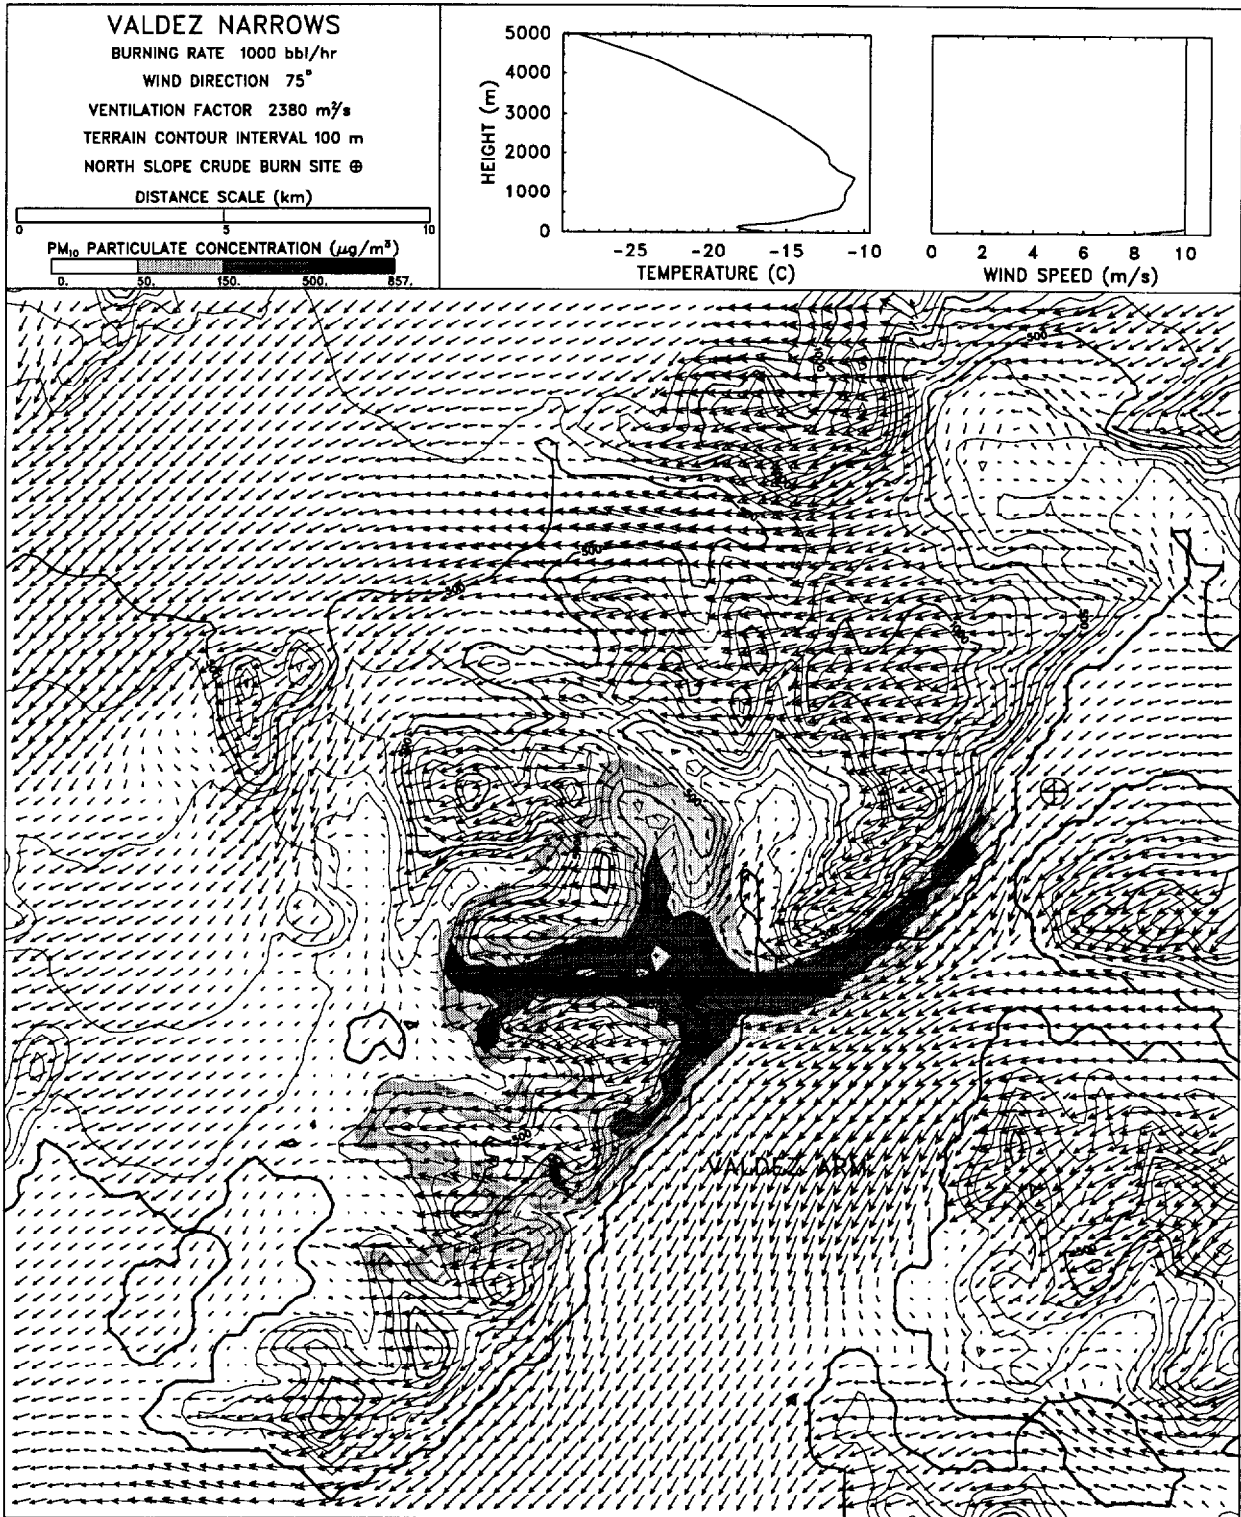 VALDEZ NARROWS
BURNING RATE 1000 bbl/hr
WIND DIRECTION 75°
VENTILATION FACTOR 2380 m²/s
TERRAIN CONTOUR INTERVAL 100 m
NORTH SLOPE CRUDE BURN SITE ⊕
DISTANCE SCALE (km)
0 5 10
PM₁₀ PARTICULATE CONCENTRATION (μg/m³)
0. 50. 150. 500. 857.
HEIGHT (m)
5000
4000
3000
2000
1000
0
-25 -20 -15 -10
TEMPERATURE (C)
0 2 4 6 8 10
WIND SPEED (m/s)
500
1000
500
500
500
500
500
VALDEZ ARM
500